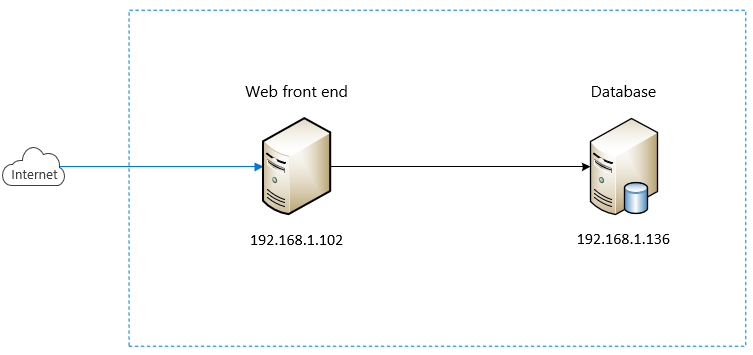 Web front end
Database
Internet
192.168.1.102
192.168.1.136